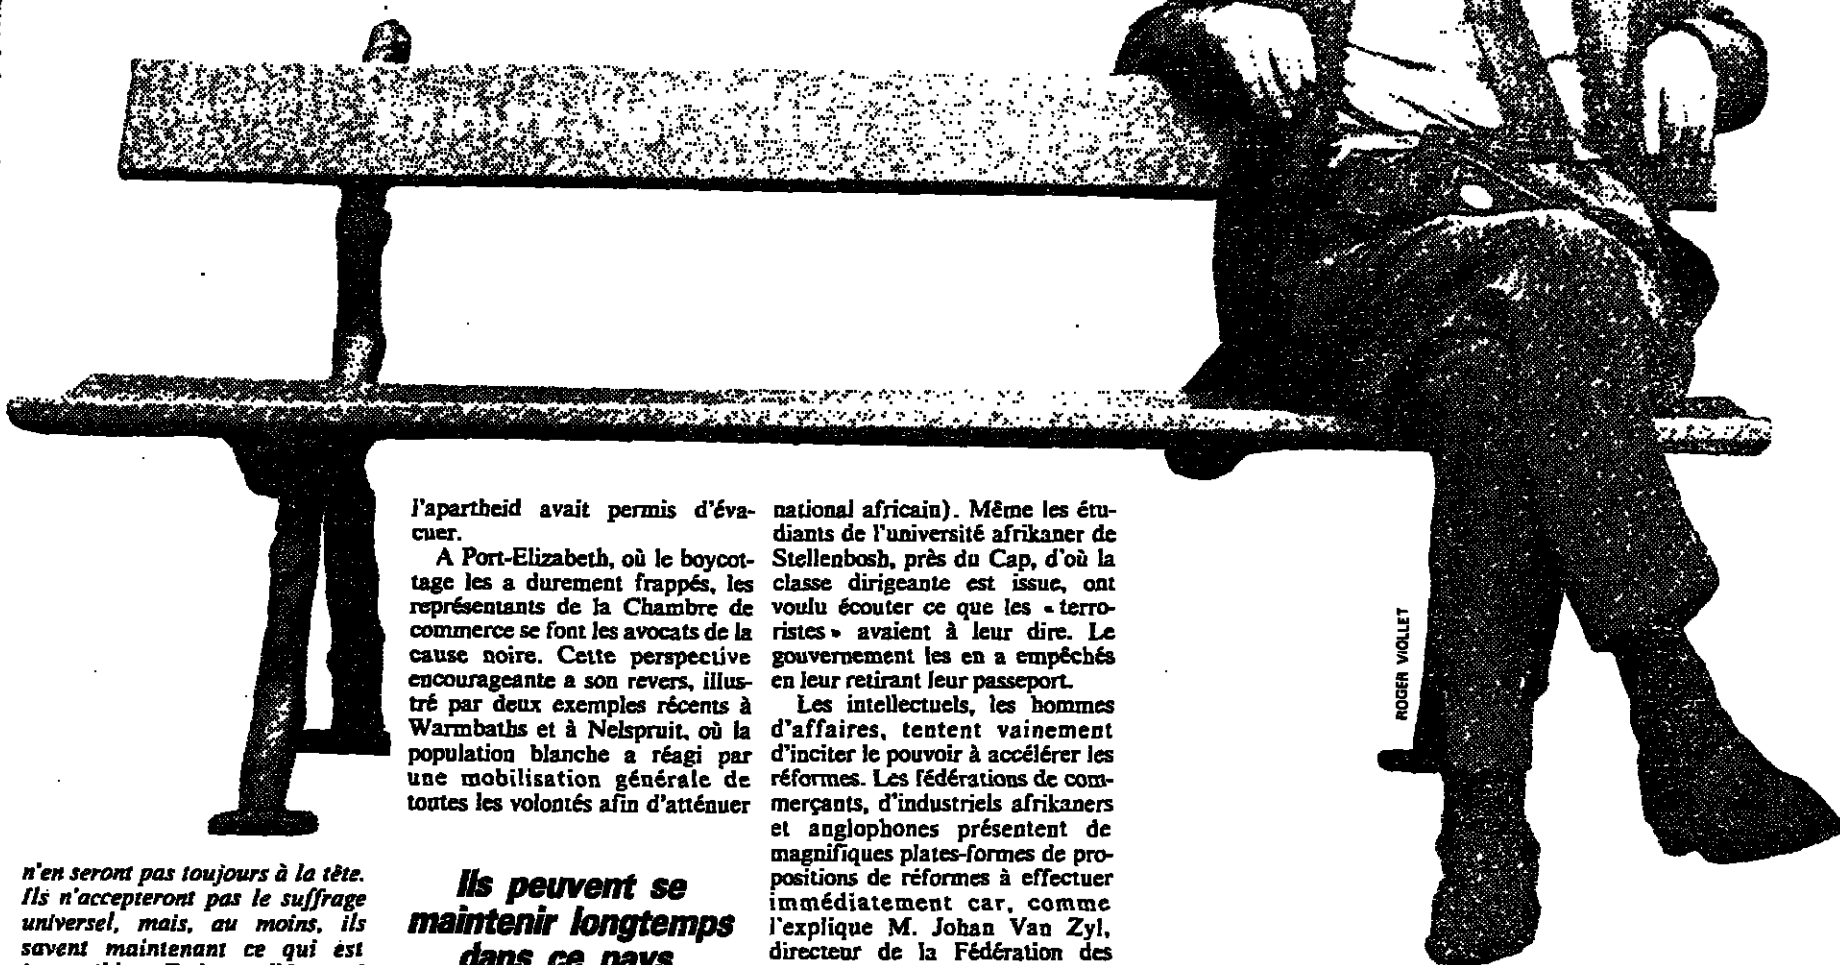 n'en seront pas toujours à la tête.
Ils n'accepteront pas le suffrage
universel, mais, au moins, ils
savent maintenant ce qui est
l'apartheid avait permis d'éva-
cuer.
A Port-Elizabeth, où le boycot-
tage les a durement frappés, les
représentants de la Chambre de
commerce se font les avocats de la
cause noire. Cette perspective
encourageante a son revers, illus-
tré par deux exemples récents à
Warmbaths et à Nelspruit, où la
population blanche a réagi par
une mobilisation générale de
toutes les volontés afin d'atténuer
Ils peuvent se
maintenir longtemps
dans ce pays
national africain). Même les étu-
diants de l'université afrikaner de
Stellenbosh, près du Cap, d'où la
classe dirigeante est issue, ont
voulu écouter ce que les « terro-
ristes » avaient à leur dire. Le
gouvernement les en a empêchés
en leur retirant leur passeport.
Les intellectuels, les hommes
d'affaires, tentent vainement
d'inciter le pouvoir à accélérer les
réformes. Les fédérations de com-
merçants, d'industriels afrikaners
et anglophones présentent de
magnifiques plates-formes de pro-
positions de réformes à effectuer
immédiatement car, comme
l'explique M. Johan Van Zyl,
directeur de la Fédération des
ROGER VIOLLET